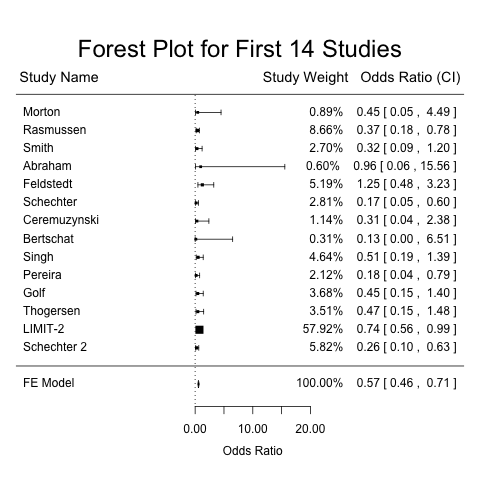 Forest Plot for First 14 Studies
Study Name Study Weight Odds Ratio (CI)
Morton 0.89% 0.45 [ 0.05 , 4.49 ]
Rasmussen 8.66% 0.37 [ 0.18 , 0.78 ]
Smith 2.70% 0.32 [ 0.09 , 1.20 ]
Abraham 0.60% 0.96 [ 0.06 , 15.56 ]
Feldstedt 5.19% 1.25 [ 0.48 , 3.23 ]
Schechter 2.81% 0.17 [ 0.05 , 0.60 ]
Ceremuzynski 1.14% 0.31 [ 0.04 , 2.38 ]
Bertschat 0.31% 0.13 [ 0.00 , 6.51 ]
Singh 4.64% 0.51 [ 0.19 , 1.39 ]
Pereira 2.12% 0.18 [ 0.04 , 0.79 ]
Golf 3.68% 0.45 [ 0.15 , 1.40 ]
Thogersen 3.51% 0.47 [ 0.15 , 1.48 ]
LIMIT-2 57.92% 0.74 [ 0.56 , 0.99 ]
Schechter 2 5.82% 0.26 [ 0.10 , 0.63 ]
FE Model 100.00% 0.57 [ 0.46 , 0.71 ]
0.00 10.00 20.00
Odds Ratio